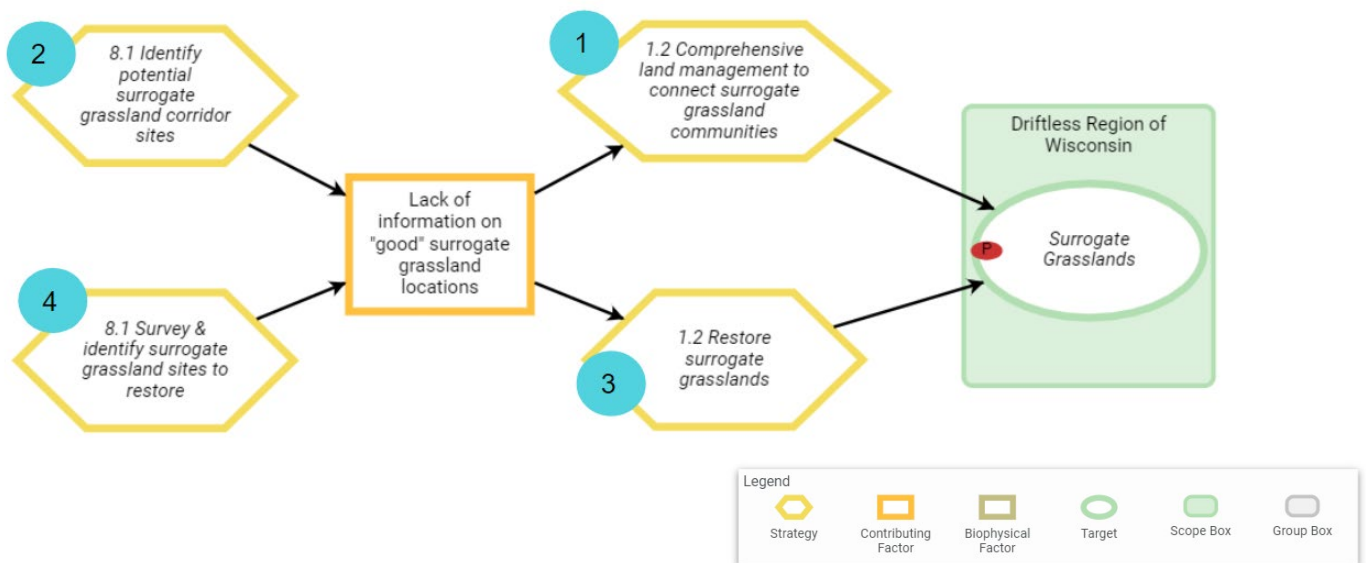 2
8.1 Identify
potential
surrogate
grassland corridor
sites
1
1.2 Comprehensive
land management to
connect surrogate
grassland
communities
Driftless Region of
Wisconsin
Lack of
information on
"good" surrogate
grassland
locations
P
Surrogate
Grasslands
4
8.1 Survey &
identify surrogate
grassland sites to
restore
3
1.2 Restore
surrogate
grasslands
Legend
Strategy
Contributing
Factor
Biophysical
Factor
Target
Scope Box
Group Box